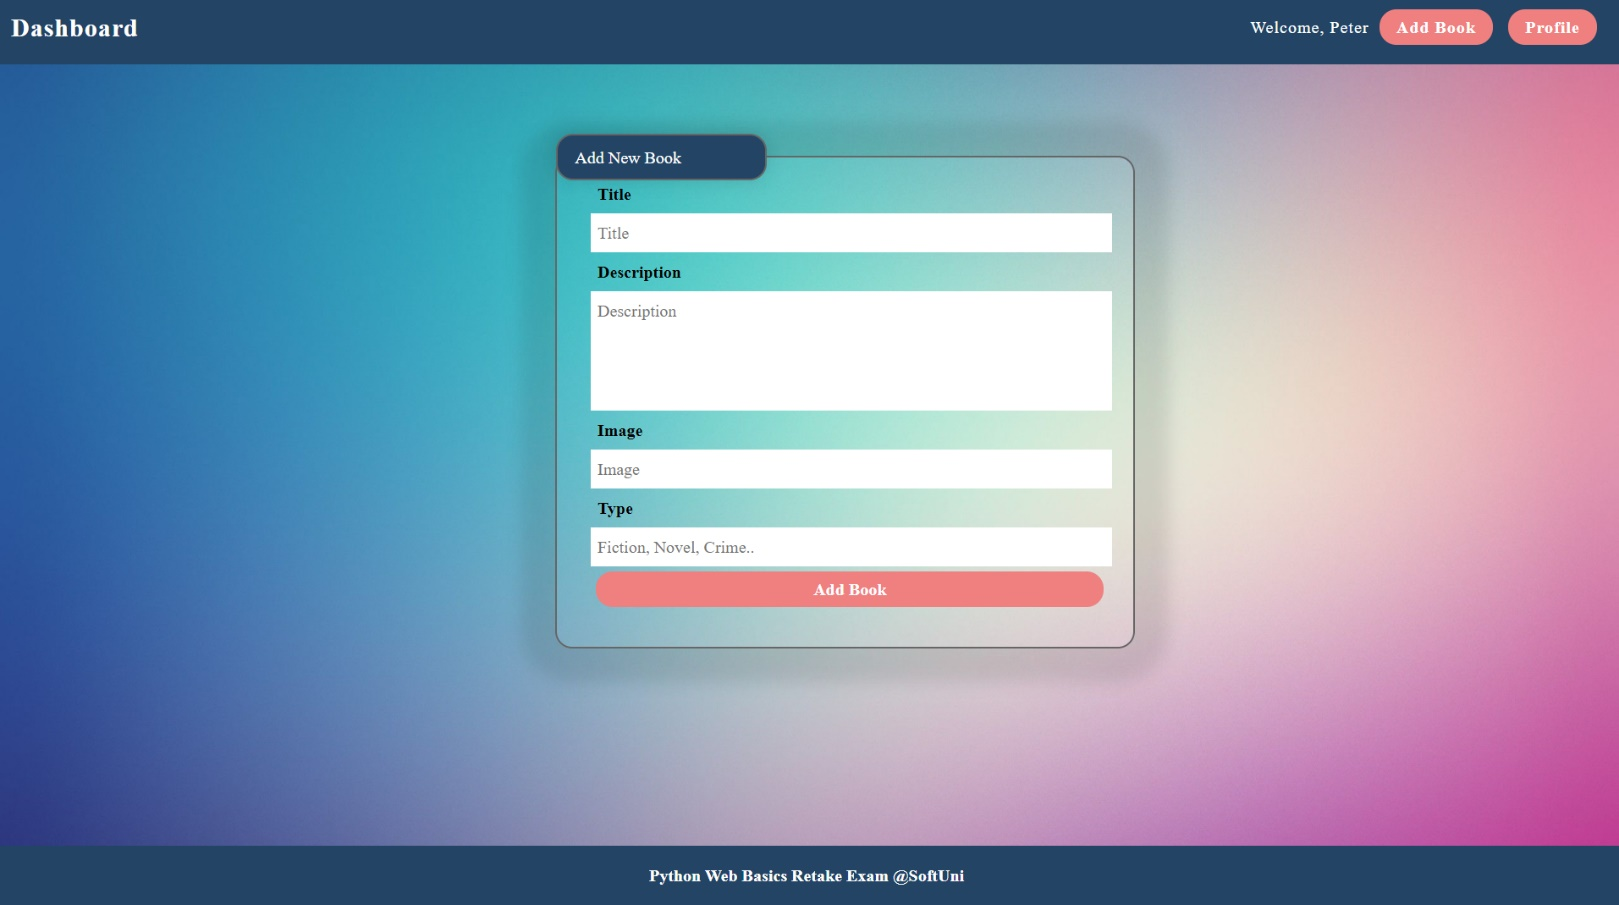 Dashboard
Welcome, Peter
Add Book
Profile
Add New Book
Title
Title
Description
Description
Image
Image
Type
Fiction, Novel, Crime..
Add Book
Python Web Basics Retake Exam @SoftUni